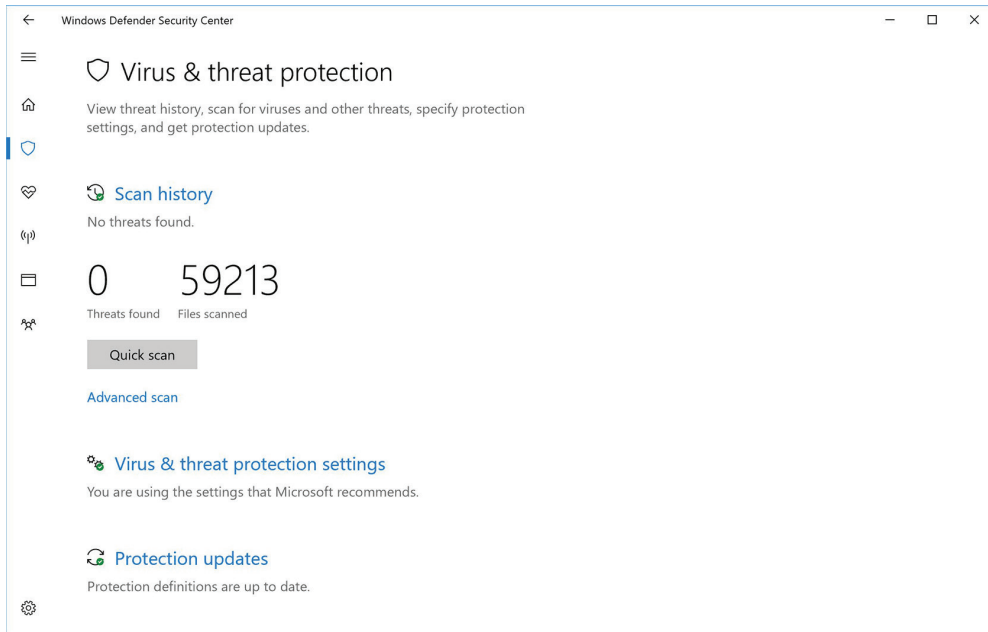 Windows Defender Security Center
Virus & threat protection
View threat history, scan for viruses and other threats, specify protection
settings, and get protection updates.
Scan history
No threats found.
0 59213
Threats found Files scanned
Quick scan
Advanced scan
Virus & threat protection settings
You are using the settings that Microsoft recommends.
Protection updates
Protection definitions are up to date.